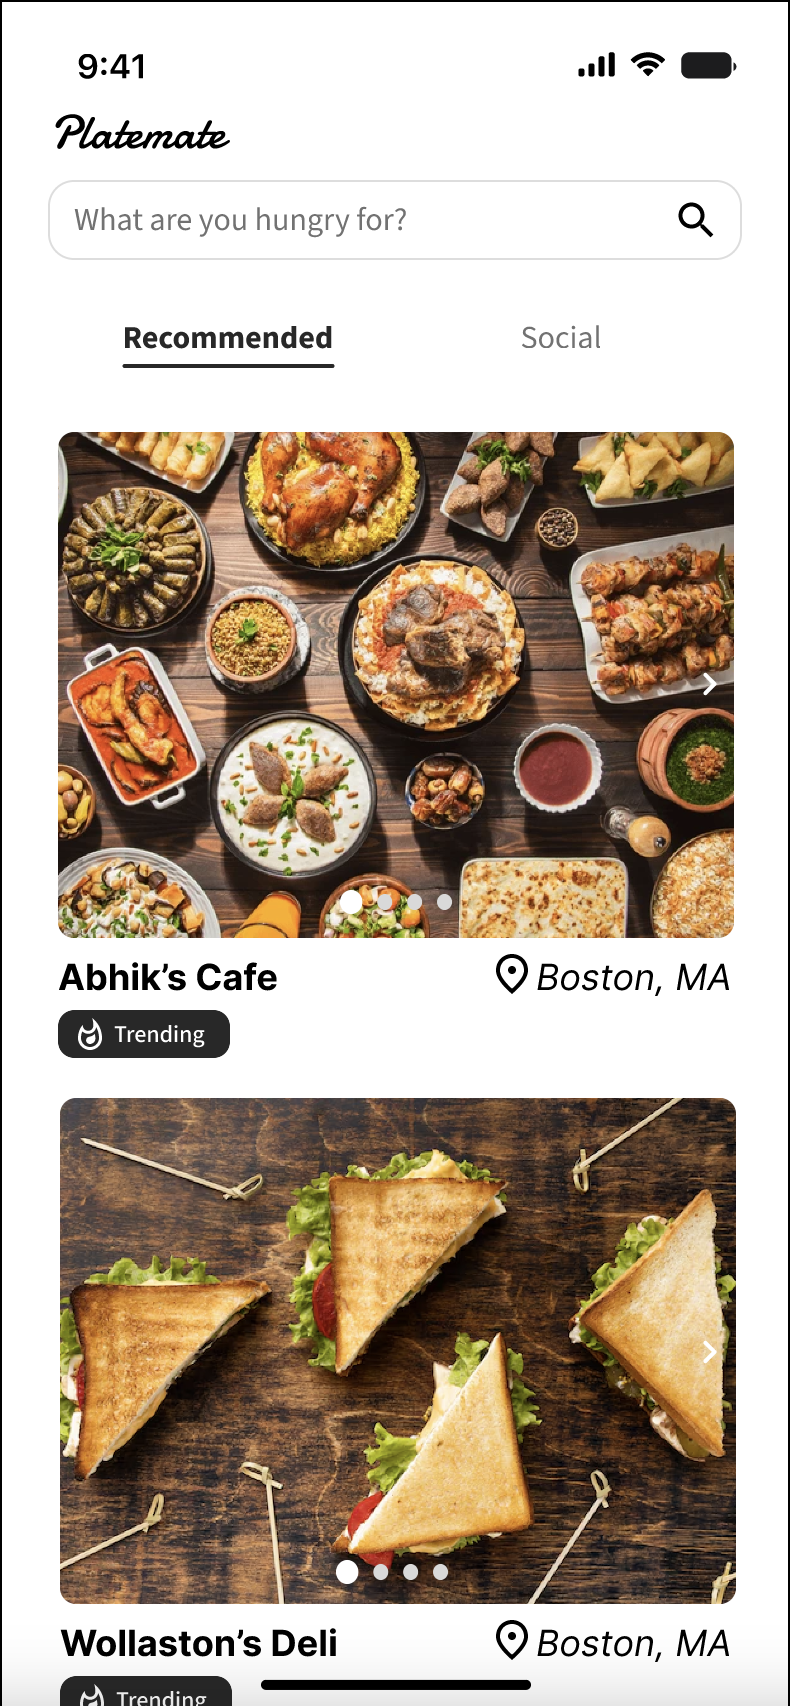 9:41
Platemate
What are you hungry for?
Recommended Social
Abhik’s Cafe Boston, MA
Trending
Wollaston’s Deli Boston, MA
Trending